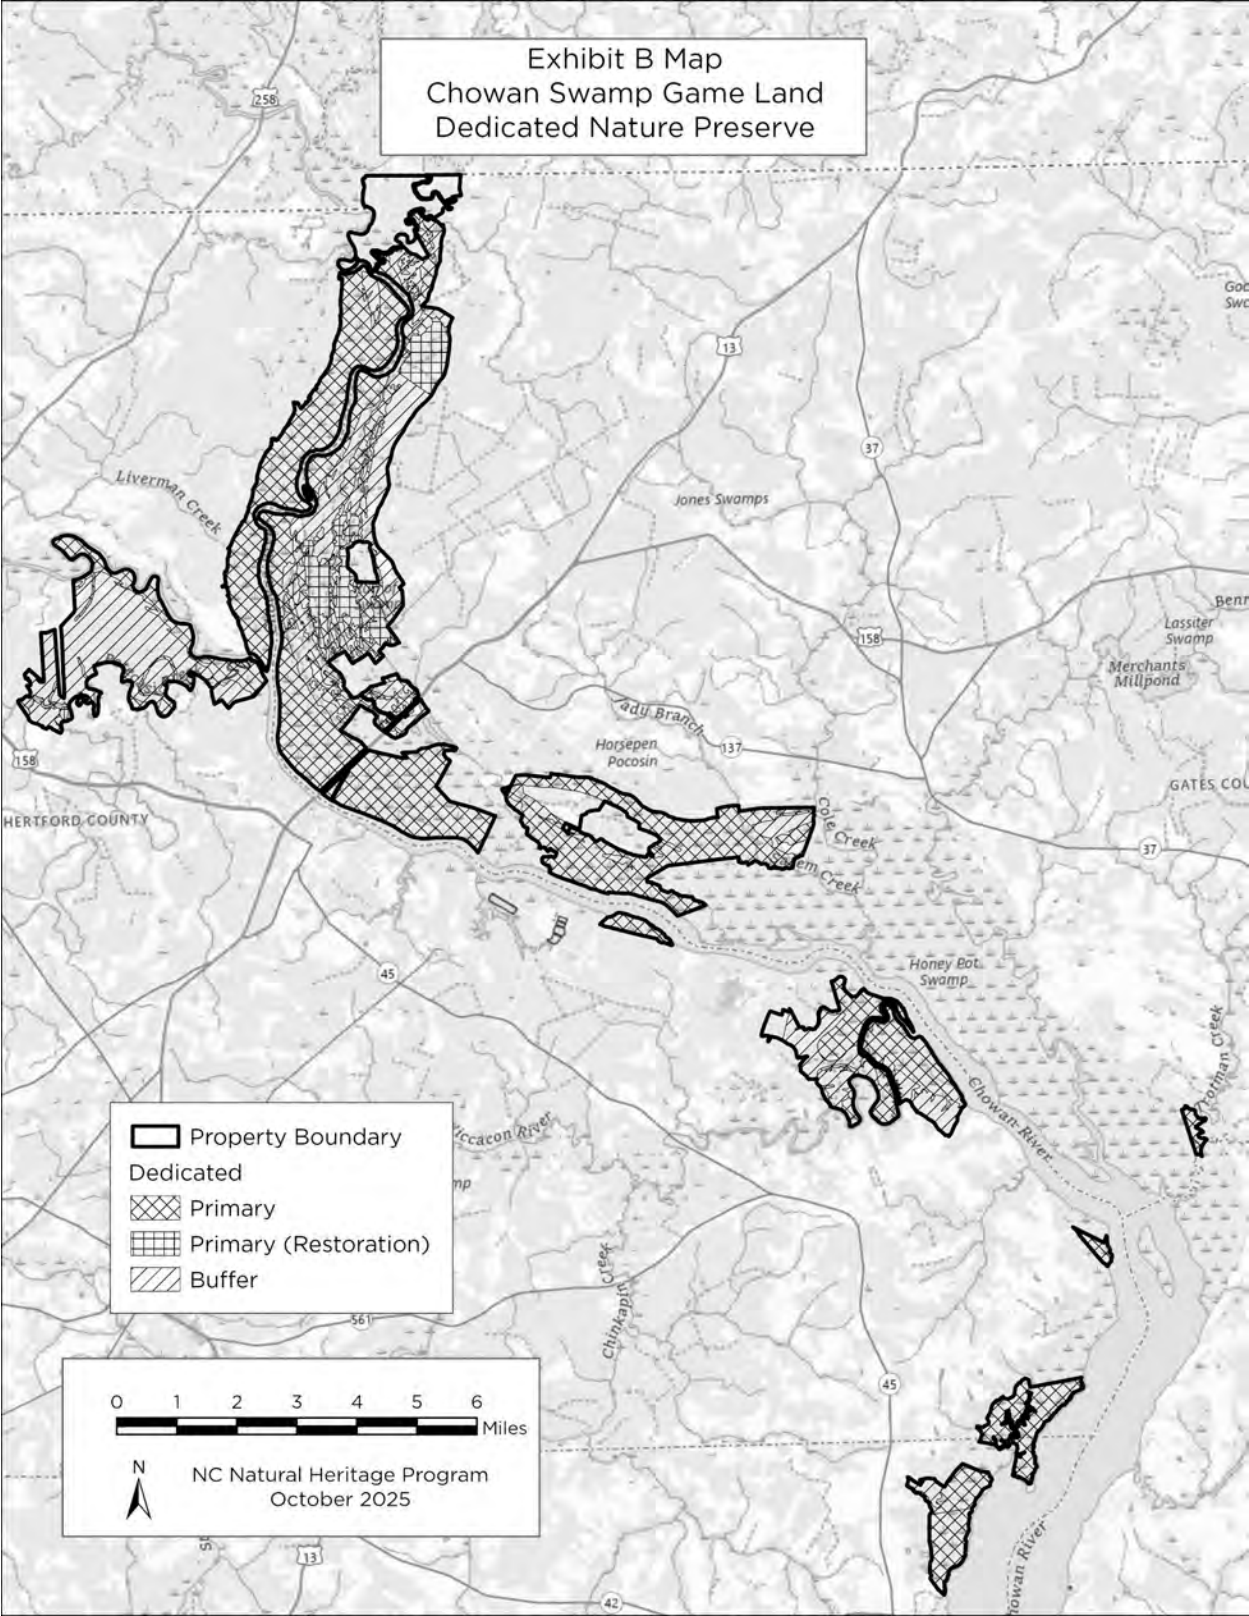 Exhibit B Map
Chowan Swamp Game Land
Dedicated Nature Preserve
258
13
37
Liverman Creek
Jones Swamps
158
Lassiter
Swamp
Merchants
Millpond
Horsepen
Pocosin
137
158
GATES COU
HERTFORD COUNTY
Cole Creek
37
Creek
45
Honey Pot
Swamp
Chowan River
Property Boundary
Dedicated
Primary
Primary (Restoration)
Buffer
Chinkapin Creek
561
45
0 1 2 3 4 5 6
Miles
N
NC Natural Heritage Program
October 2025
13
42